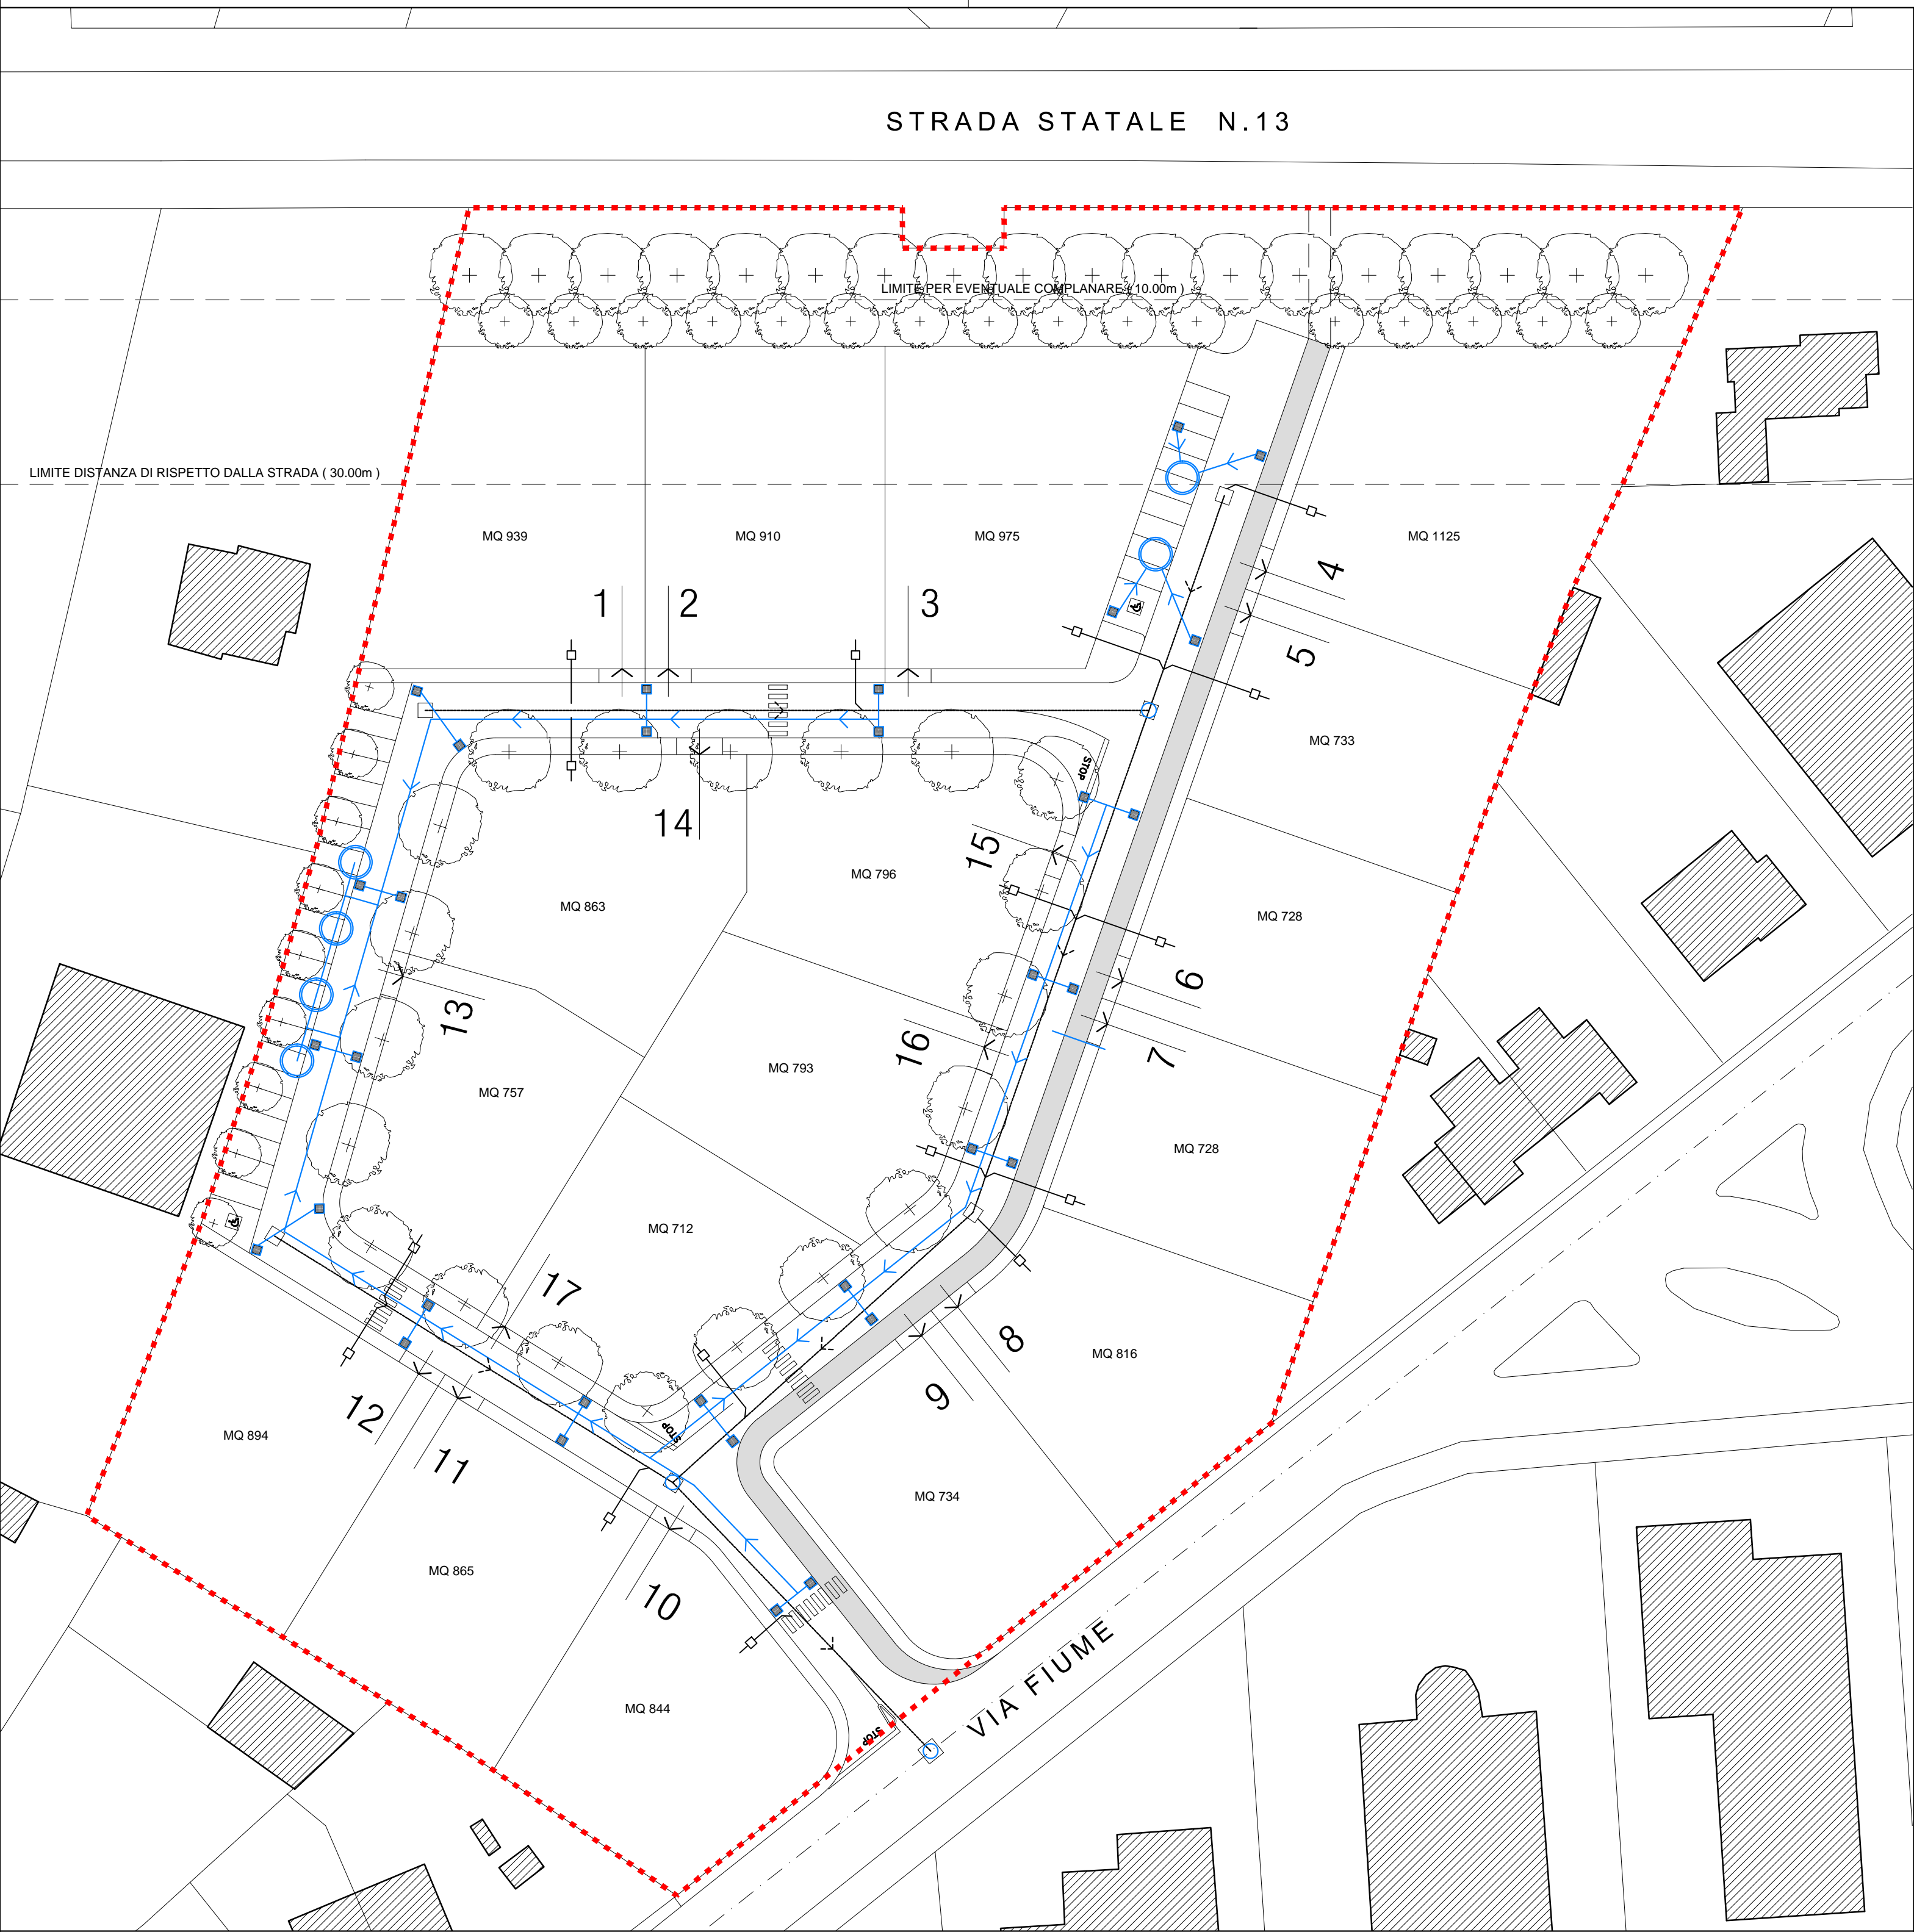 STRADA STATALE N.13
LIMITE PER EVENTUALE COMPLANARE ( 10.00m )
LIMITE DISTANZA DI RISPETTO DALLA STRADA ( 30.00m )
MQ 939
MQ 910
MQ 975
MQ 1125
1
2
3
4
5
MQ 733
STOP
14
15
MQ 796
MQ 863
MQ 728
6
13
16
7
MQ 793
MQ 757
MQ 728
MQ 712
17
8
MQ 816
9
12
STOP
MQ 894
11
MQ 734
MQ 865
10
VIA FIUME
MQ 844
STOP